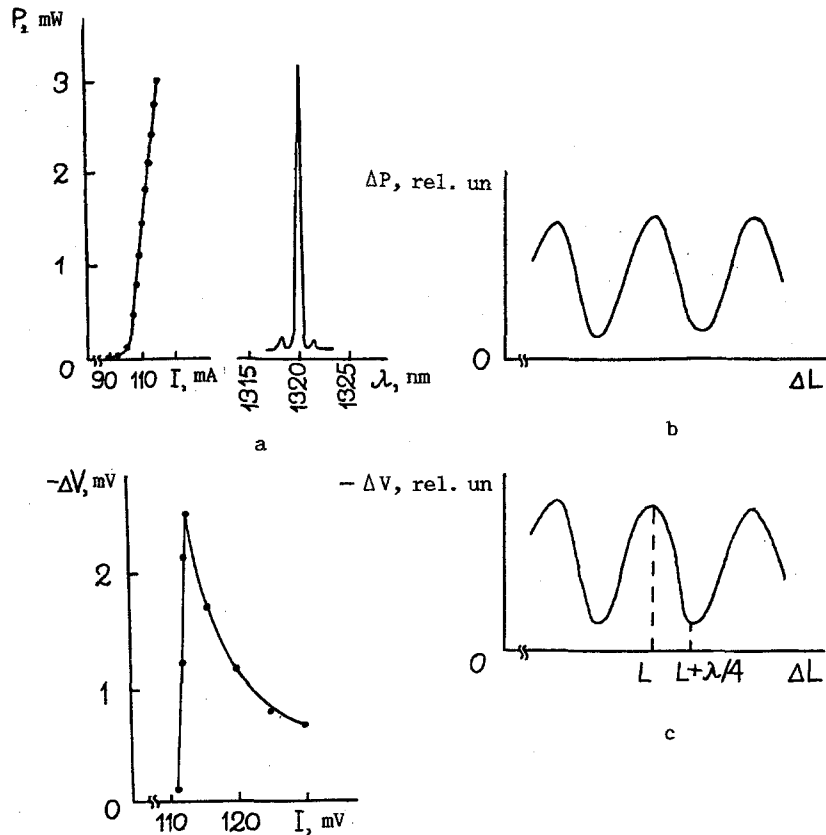 P, mW
3
2
1
0
90 110 I, mA
1315 1320 1325 λ, nm
a
ΔP, rel. un
0
ΔL
b
-ΔV, mV
2
1
0
110 120 I, mV
- ΔV, rel. un
0
L L+λ/4 ΔL
c